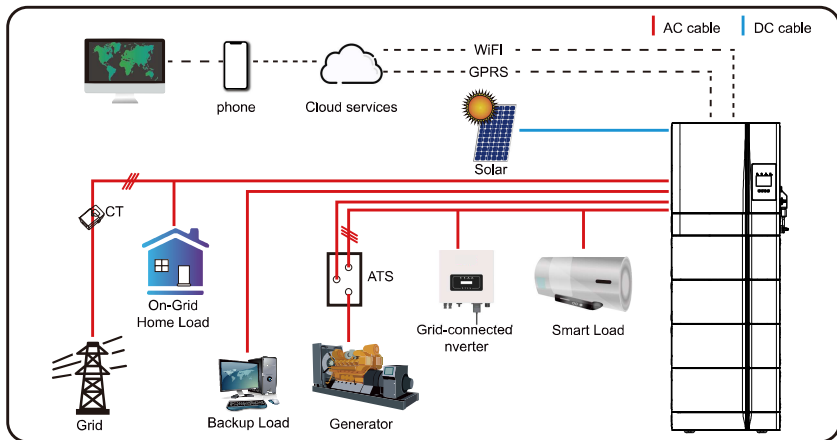 AC cable
DC cable
WiFI
GPRS
phone
Cloud services
Solar
CT
ATS
On-Grid
Home Load
Grid-connected
nverter
Smart Load
Grid
Backup Load
Generator